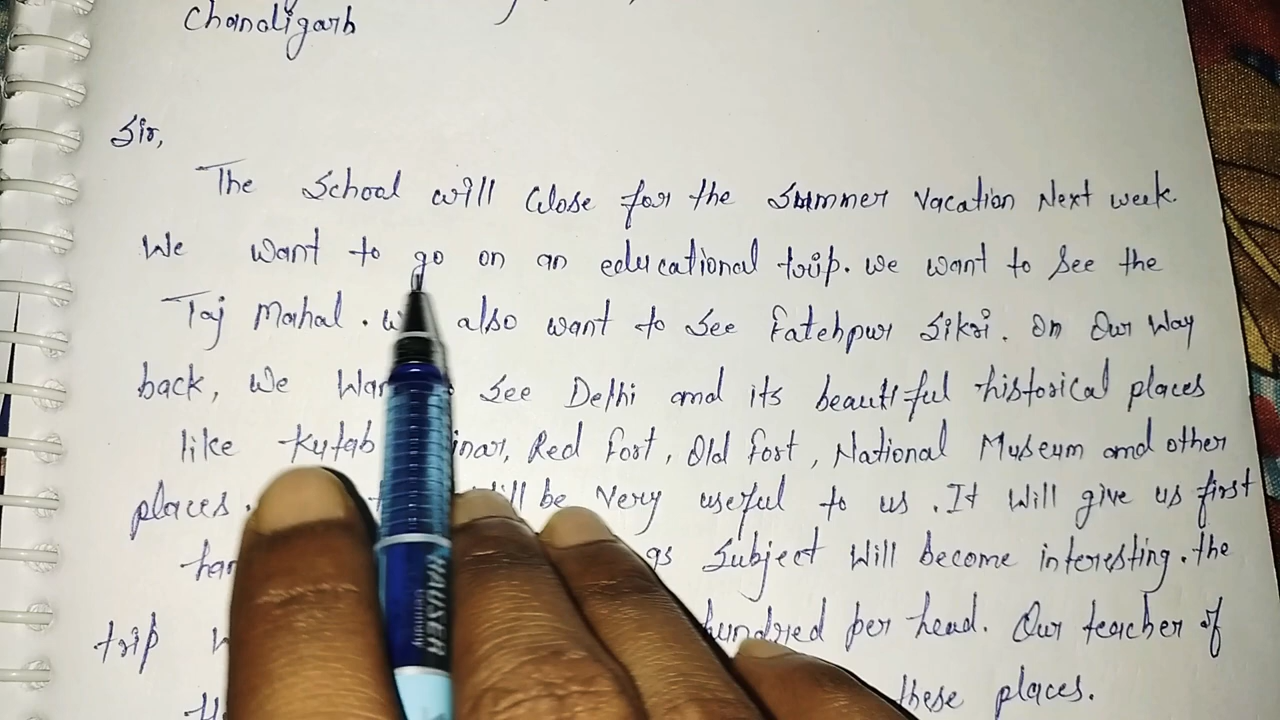 Chandigarh
Sir,
The School will Close for the Summer Vacation Next week.
We want to go on an educational trip. we want to See the
Taj Mahal. also want to See Fatehpur Sikri. On Our Way
back, we See Delhi and its beautiful historical places
like Kutab Red Fort, Old Fort, National Museum and other
places. will be Very useful to us. It will give us first
Subject Will become interesting. the
trip hundred per head. Our teacher of
these places.
HAUSER